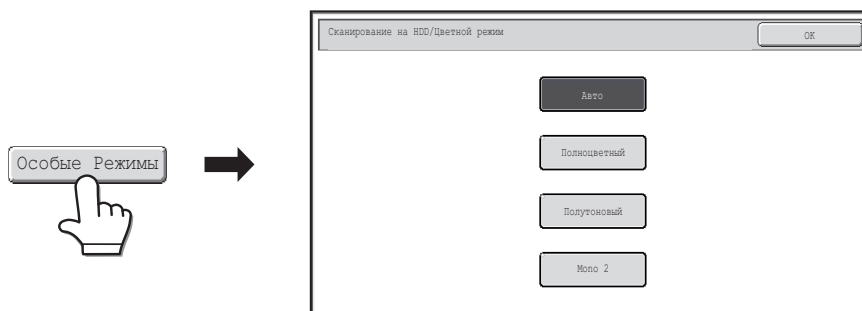 Сканирование на HDD/Цветной режим
OK
Авто
Особые Режимы
Полноцветный
Полутоновый
Mono 2